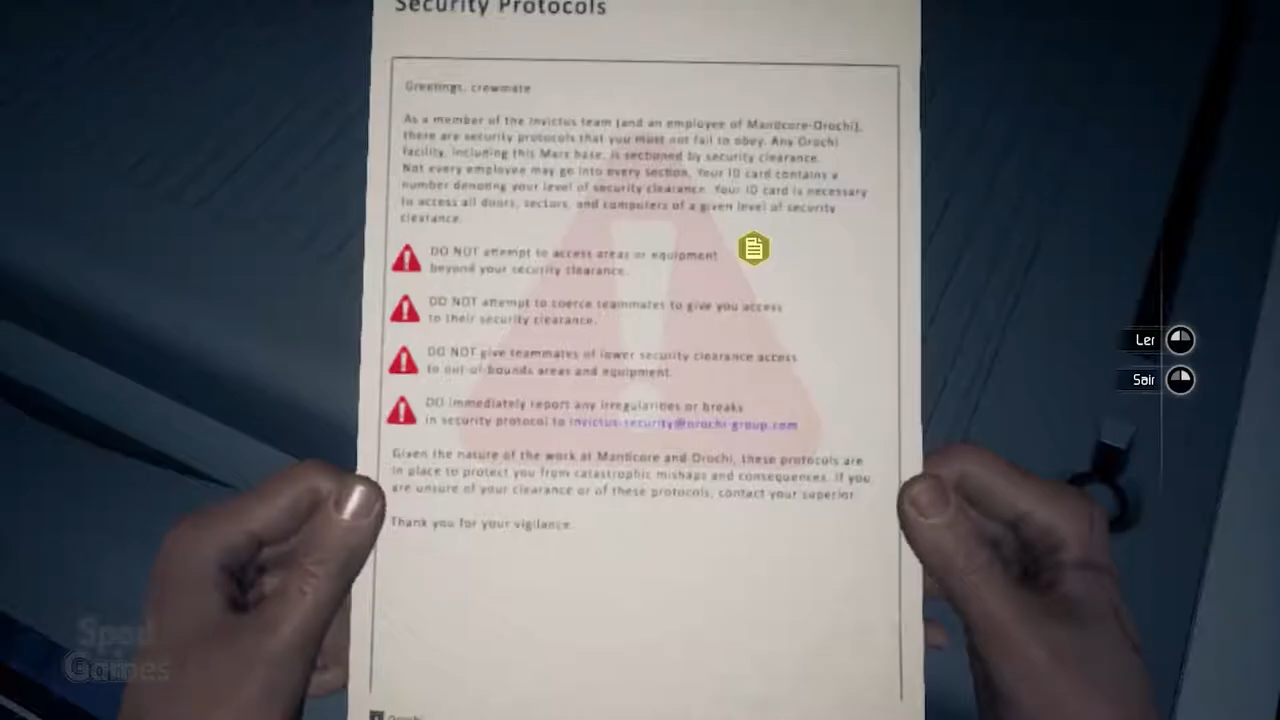 Security Protocols
Greetings, crewmate
As a member of the Invictus team (and an employee of Manticore-Orochi),
there are security protocols that you must not fail to obey. Any Orochi
facility, including this Mars base, is sectioned by security clearance.
Not every employee may go into every section. Your ID card contains a
number denoting your level of security clearance. Your ID card is necessary
to access all doors, sectors, and computers of a given level of security
clearance.
DO NOT attempt to access areas or equipment
beyond your security clearance.
DO NOT attempt to coerce teammates to give you access
to their security clearance.
DO NOT give teammates of lower security clearance access
to out-of-bounds areas and equipment.
DO immediately report any irregularities or breaks
in security protocol to invictus-security@orochi-group.com
Given the nature of the work at Manticore and Orochi, these protocols are
in place to protect you from catastrophic mishaps and consequences. If you
are unsure of your clearance or of these protocols, contact your superior.
Thank you for your vigilance.
Orochi
Ler
Sair
Spod
Games